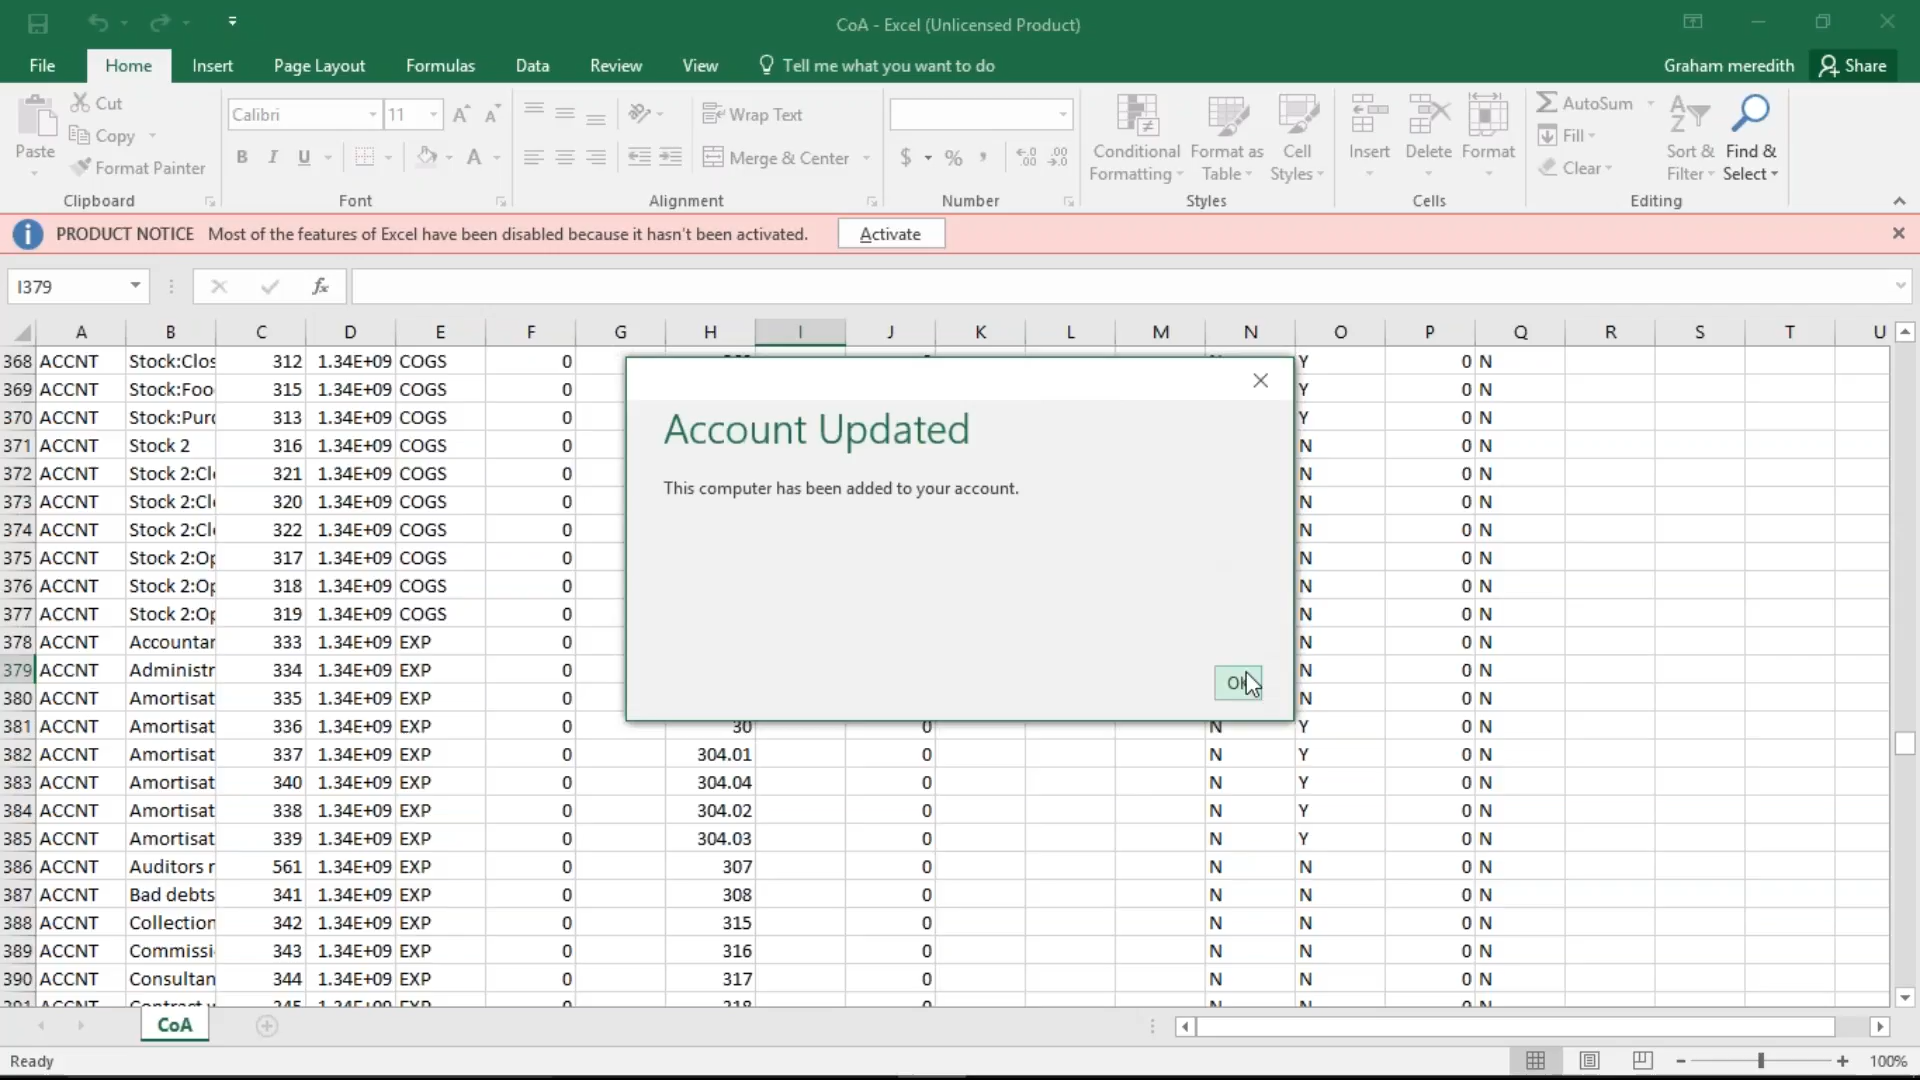 CoA - Excel (Unlicensed Product)
File Home Insert Page Layout Formulas Data Review View Tell me what you want to do Graham meredith Share
Paste Cut Copy Format Painter Clipboard
Calibri 11 B I U A Font
Wrap Text Merge & Center Alignment
$ % Number
Conditional Formatting Format as Table Cell Styles Styles
Insert Delete Format Cells
AutoSum Fill Clear Sort & Filter Find & Select Editing
PRODUCT NOTICE Most of the features of Excel have been disabled because it hasn't been activated. Activate
I379 fx
A B C D E F G H I J K L M N O P Q R S T U
368 ACCNT Stock:Clos 312 1.34E+09 COGS 0 Y 0 N
369 ACCNT Stock:Foo 315 1.34E+09 COGS 0 Y 0 N
370 ACCNT Stock:Purc 313 1.34E+09 COGS 0 Y 0 N
371 ACCNT Stock 2 316 1.34E+09 COGS 0 N 0 N
372 ACCNT Stock 2:Cl 321 1.34E+09 COGS 0 N 0 N
373 ACCNT Stock 2:Cl 320 1.34E+09 COGS 0 N 0 N
374 ACCNT Stock 2:Cl 322 1.34E+09 COGS 0 N 0 N
375 ACCNT Stock 2:Op 317 1.34E+09 COGS 0 N 0 N
376 ACCNT Stock 2:Op 318 1.34E+09 COGS 0 N 0 N
377 ACCNT Stock 2:Op 319 1.34E+09 COGS 0 N 0 N
378 ACCNT Accountar 333 1.34E+09 EXP 0 N 0 N
379 ACCNT Administr 334 1.34E+09 EXP 0 N 0 N
380 ACCNT Amortisat 335 1.34E+09 EXP 0 N 0 N
381 ACCNT Amortisat 336 1.34E+09 EXP 0 30 0 N Y 0 N
382 ACCNT Amortisat 337 1.34E+09 EXP 0 304.01 0 N Y 0 N
383 ACCNT Amortisat 340 1.34E+09 EXP 0 304.04 0 N Y 0 N
384 ACCNT Amortisat 338 1.34E+09 EXP 0 304.02 0 N Y 0 N
385 ACCNT Amortisat 339 1.34E+09 EXP 0 304.03 0 N Y 0 N
386 ACCNT Auditors r 561 1.34E+09 EXP 0 307 0 N N 0 N
387 ACCNT Bad debts 341 1.34E+09 EXP 0 308 0 N N 0 N
388 ACCNT Collection 342 1.34E+09 EXP 0 315 0 N N 0 N
389 ACCNT Commissi 343 1.34E+09 EXP 0 316 0 N N 0 N
390 ACCNT Consultan 344 1.34E+09 EXP 0 317 0 N N 0 N
Account Updated
This computer has been added to your account.
OK
CoA
Ready 100%